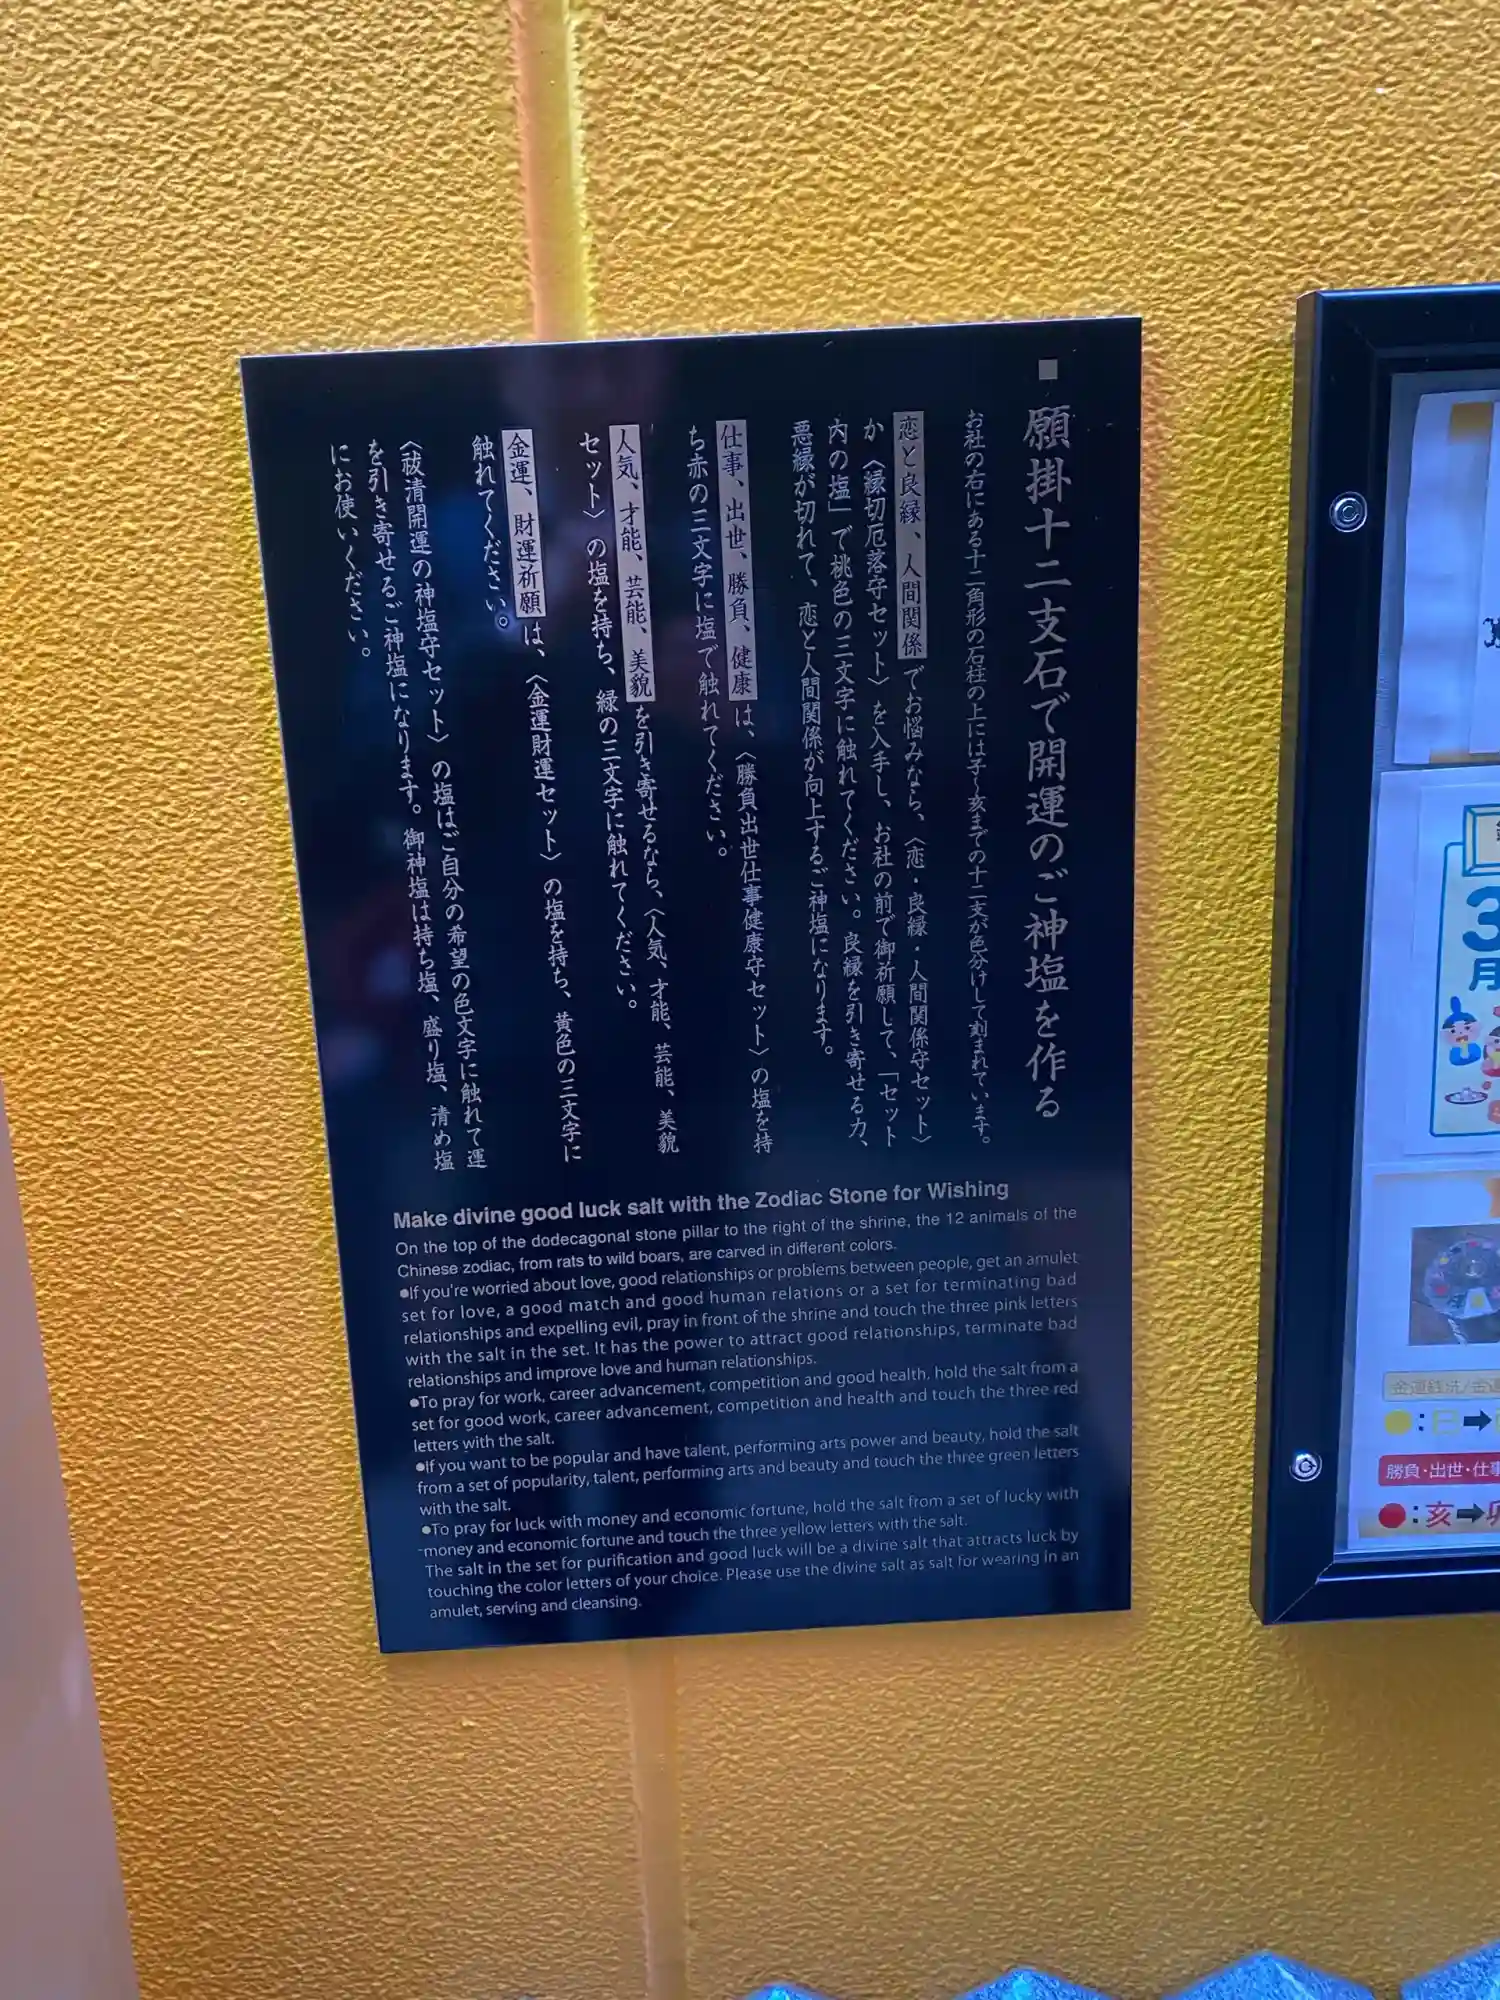 ■ 願掛十二支石で開運のご神塩を作る
お社の右にある十二角形の石柱の上には子〜亥までの十二支が色分けして刻まれています。
恋と良縁、人間関係でお悩みなら、〈恋・良縁・人間関係守セット〉
か〈縁切厄落守セット〉を入手し、お社の前で御祈願して、「セット
内の塩」で桃色の三文字に触れてください。良縁を引き寄せる力、
悪縁が切れて、恋と人間関係が向上するご神塩になります。
仕事、出世、勝負、健康は、〈勝負出世仕事健康守セット〉の塩を持
ち赤の三文字に塩で触れてください。
人気、才能、芸能、美貌を引き寄せるなら、〈人気、才能、芸能、美貌
セット〉の塩を持ち、緑の三文字に触れてください。
金運、財運祈願は、〈金運財運セット〉の塩を持ち、黄色の三文字に
触れてください。
〈祓清開運の神塩守セット〉の塩はご自分の希望の色文字に触れて運
を引き寄せるご神塩になります。御神塩は持ち塩、盛り塩、清め塩
にお使いください。
Make divine good luck salt with the Zodiac Stone for Wishing
On the top of the dodecagonal stone pillar to the right of the shrine, the 12 animals of the
Chinese zodiac, from rats to wild boars, are carved in different colors.
●If you're worried about love, good relationships or problems between people, get an amulet
set for love, a good match and good human relations or a set for terminating bad
relationships and expelling evil, pray in front of the shrine and touch the three pink letters
with the salt in the set. It has the power to attract good relationships, terminate bad
relationships and improve love and human relationships.
●To pray for work, career advancement, competition and good health, hold the salt from a
set for good work, career advancement, competition and health and touch the three red
letters with the salt.
●If you want to be popular and have talent, performing arts power and beauty, hold the salt
from a set of popularity, talent, performing arts and beauty and touch the three green letters
with the salt.
●To pray for luck with money and economic fortune, hold the salt from a set of lucky with
money and economic fortune and touch the three yellow letters with the salt.
The salt in the set for purification and good luck will be a divine salt that attracts luck by
touching the color letters of your choice. Please use the divine salt as salt for wearing in an
amulet, serving and cleansing.
3
月
金運
●:巳➡
勝負・出世・仕事
●:亥➡卯